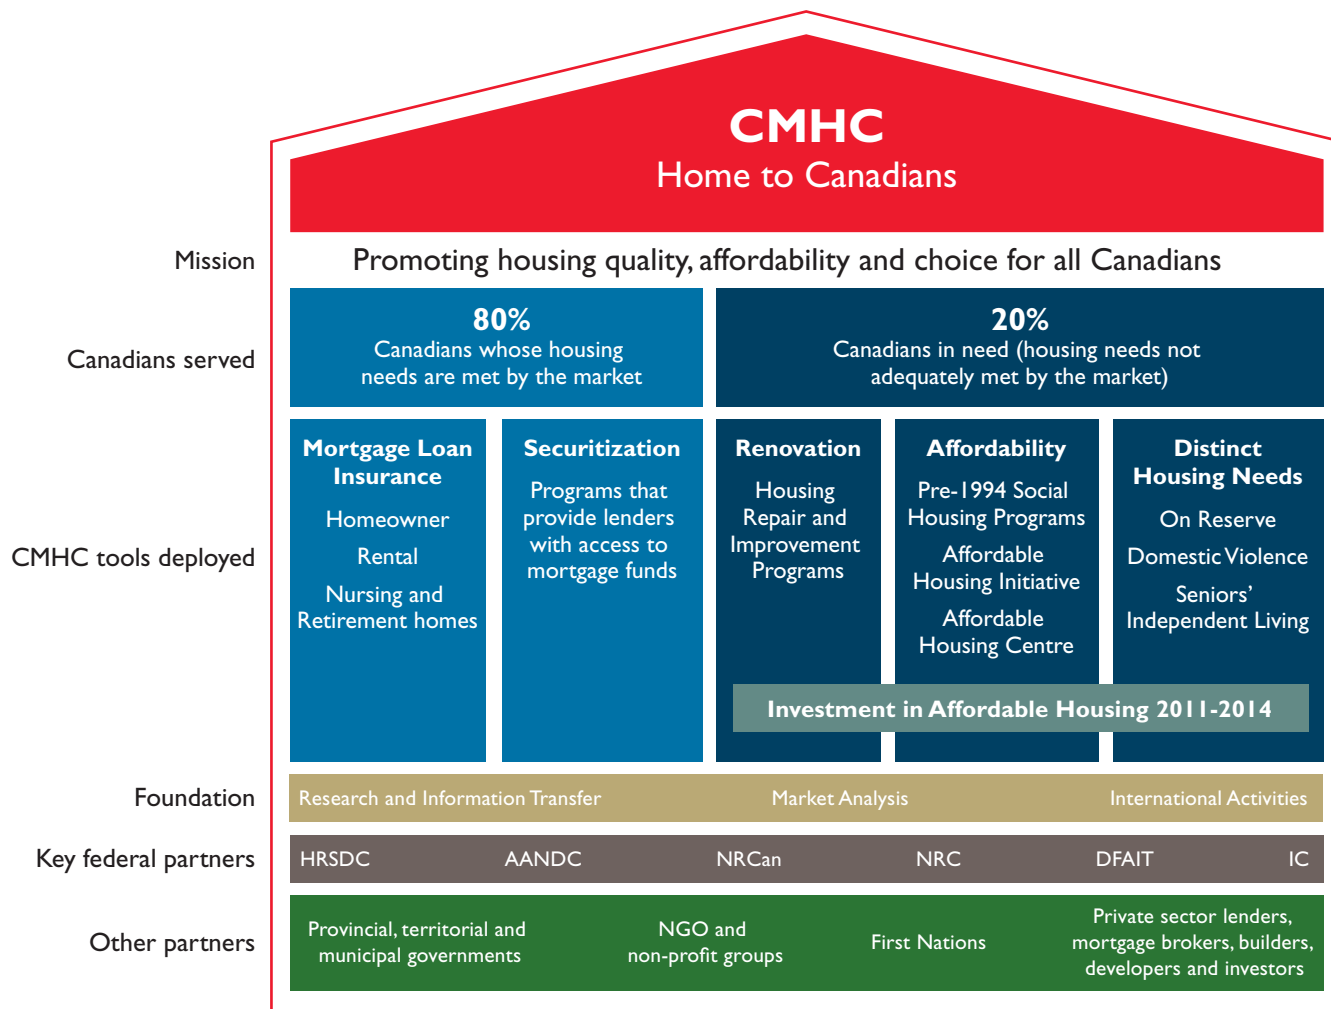 CMHC
Home to Canadians
Mission
Promoting housing quality, affordability and choice for all Canadians
Canadians served
80%
Canadians whose housing
needs are met by the market
20%
Canadians in need (housing needs not
adequately met by the market)
CMHC tools deployed
Mortgage Loan
Insurance
Homeowner
Rental
Nursing and
Retirement homes
Securitization
Programs that
provide lenders
with access to
mortgage funds
Renovation
Housing
Repair and
Improvement
Programs
Affordability
Pre-1994 Social
Housing Programs
Affordable
Housing Initiative
Affordable
Housing Centre
Distinct
Housing Needs
On Reserve
Domestic Violence
Seniors’
Independent Living
Investment in Affordable Housing 2011-2014
Foundation
Research and Information Transfer
Market Analysis
International Activities
Key federal partners
HRSDC
AANDC
NRCan
NRC
DFAIT
IC
Other partners
Provincial, territorial and
municipal governments
NGO and
non-profit groups
First Nations
Private sector lenders,
mortgage brokers, builders,
developers and investors